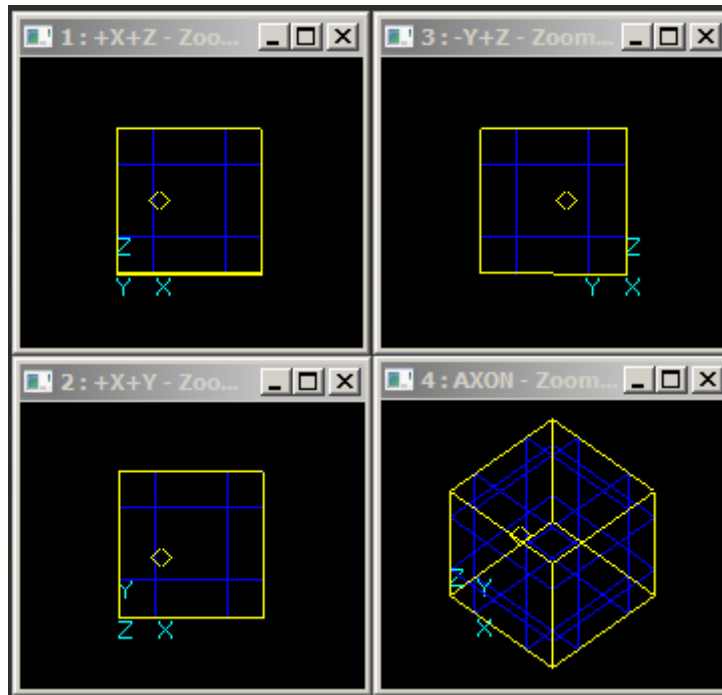 1 : +X+Z - Zoo...
Z
Y X
3 : -Y+Z - Zoom...
Z
Y X
2 : +X+Y - Zoo...
Y
Z X
4 : AXON - Zoom...
Z Y
X